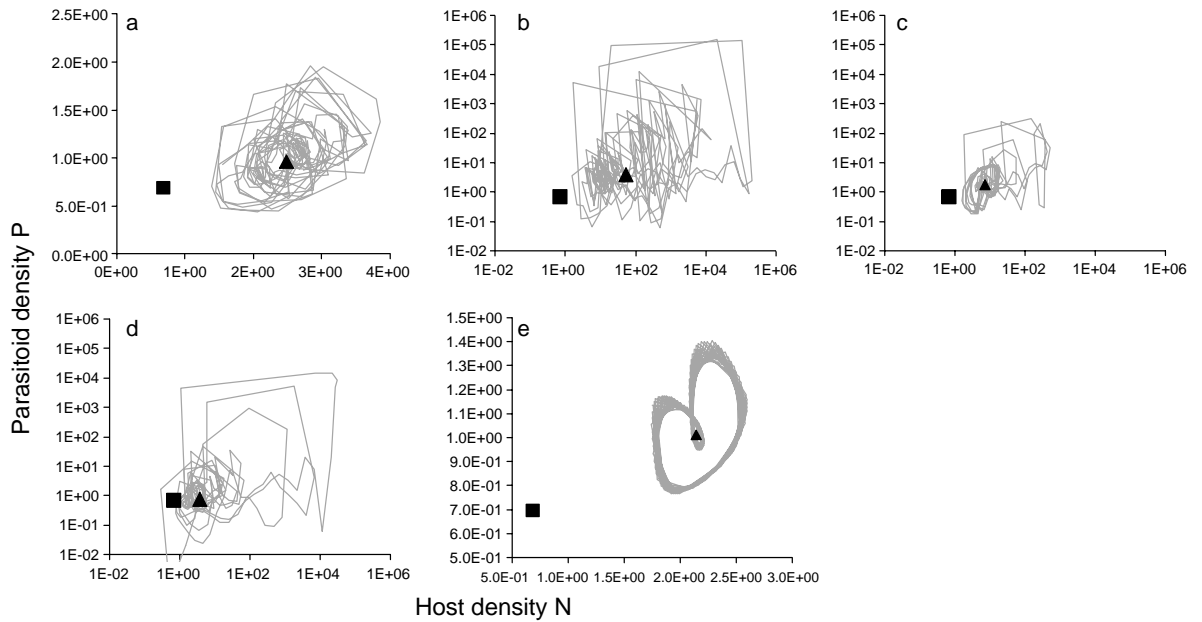 a
2.5E+00
2.0E+00
1.5E+00
1.0E+00
5.0E-01
0.0E+00
0E+00 1E+00 2E+00 3E+00 4E+00
b
1E+06
1E+05
1E+04
1E+03
1E+02
1E+01
1E+00
1E-01
1E-02
1E-02 1E+00 1E+02 1E+04 1E+06
c
1E+06
1E+05
1E+04
1E+03
1E+02
1E+01
1E+00
1E-01
1E-02
1E-02 1E+00 1E+02 1E+04 1E+06
Parasitoid density P
d
1E+06
1E+05
1E+04
1E+03
1E+02
1E+01
1E+00
1E-01
1E-02
1E-02 1E+00 1E+02 1E+04 1E+06
e
1.5E+00
1.4E+00
1.3E+00
1.2E+00
1.1E+00
1.0E+00
9.0E-01
8.0E-01
7.0E-01
6.0E-01
5.0E-01
5.0E-01 1.0E+00 1.5E+00 2.0E+00 2.5E+00 3.0E+00
Host density N